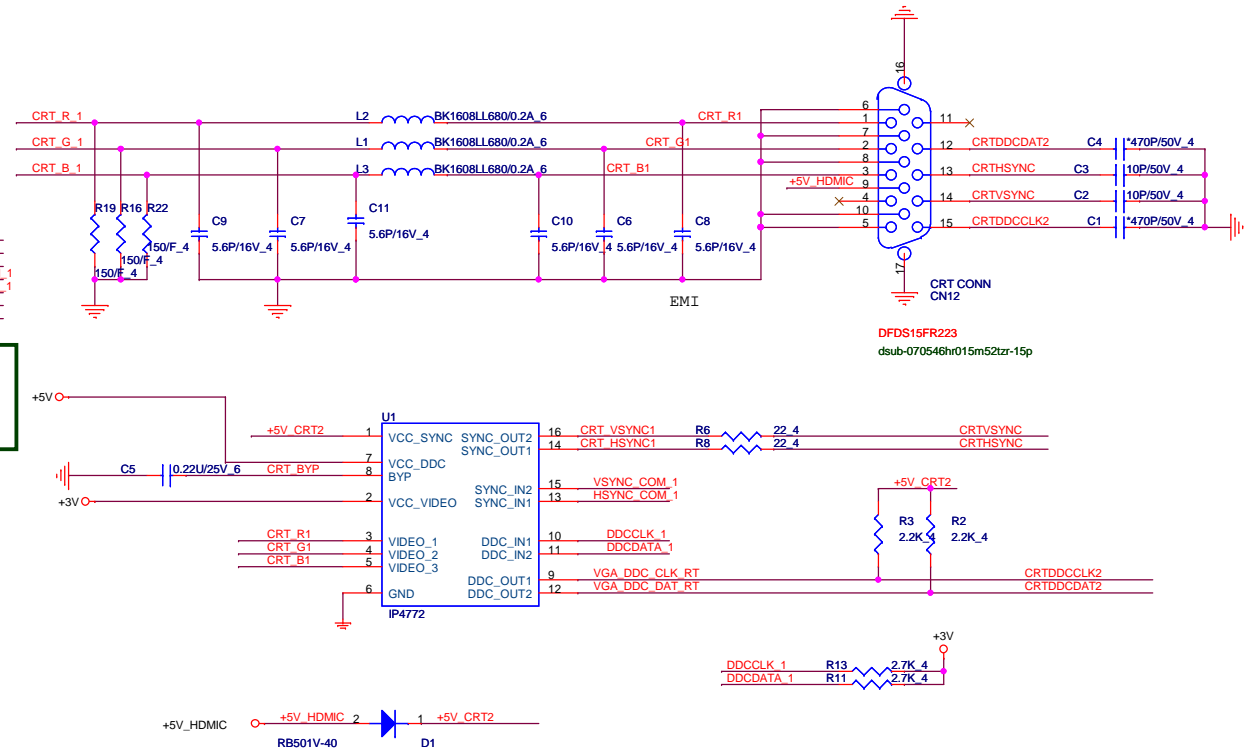 16
CRT_R_1
L2
BK1608LL680/0.2A_6
CRT_R1
6
1
11
7
CRT_G_1
L1
BK1608LL680/0.2A_6
CRT_G1
2
12
CRTDDCDAT2
C4
*470P/50V_4
8
CRT_B_1
L3
BK1608LL680/0.2A_6
CRT_B1
3
13
CRTHSYNC
C3
10P/50V_4
+5V_HDMIC
9
4
14
CRTVSYNC
C2
10P/50V_4
10
5
15
CRTDDCCLK2
C1
*470P/50V_4
R19
R16
R22
C9
C7
C11
C10
C6
C8
5.6P/16V_4
150/F_4
5.6P/16V_4
5.6P/16V_4
5.6P/16V_4
5.6P/16V_4
5.6P/16V_4
150/F_4
150/F_4
_1
_1
17
EMI
CRT CONN
CN12
DFDS15FR223
dsub-070546hr015m52tzr-15p
+5V
U1
+5V_CRT2
1
VCC_SYNC
SYNC_OUT2
16
CRT_VSYNC1
R6
22_4
CRTVSYNC
SYNC_OUT1
14
CRT_HSYNC1
R8
22_4
CRTHSYNC
7
VCC_DDC
C5
0.22U/25V_6
CRT_BYP
8
BYP
+3V
2
VCC_VIDEO
SYNC_IN2
15
VSYNC_COM_1
SYNC_IN1
13
HSYNC_COM_1
+5V_CRT2
R3
2.2K_4
R2
2.2K_4
CRT_R1
3
VIDEO_1
DDC_IN1
10
DDCCLK_1
CRT_G1
4
VIDEO_2
DDC_IN2
11
DDCDATA_1
CRT_B1
5
VIDEO_3
DDC_OUT1
9
VGA_DDC_CLK_RT
CRTDDCCLK2
6
GND
DDC_OUT2
12
VGA_DDC_DAT_RT
CRTDDCDAT2
IP4772
+3V
DDCCLK_1
R13
2.7K_4
DDCDATA_1
R11
2.7K_4
+5V_HDMIC
+5V_HDMIC
2
1
+5V_CRT2
RB501V-40
D1